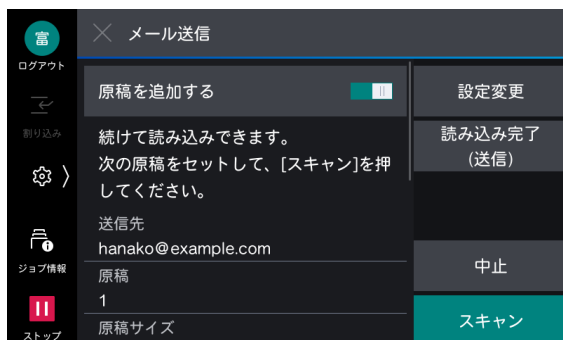 富
ログアウト
割り込み
ジョブ情報
ストップ
メール送信
原稿を追加する
続けて読み込みできます。
次の原稿をセットして、[スキャン]を押
してください。
送信先
hanako@example.com
原稿
1
原稿サイズ
設定変更
読み込み完了
(送信)
中止
スキャン